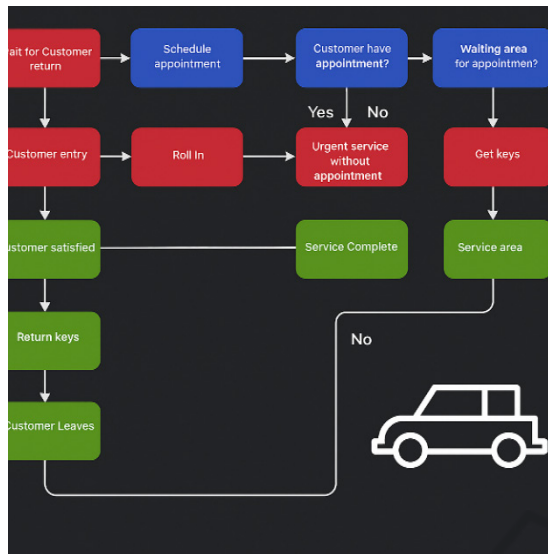 ait for Customer
return
Schedule
appointment
Customer have
appointment?
Waiting area
for appointmen?
Yes No
Customer entry
Roll In
Urgent service
without
appointment
Get keys
ustomer satisfied
Service Complete
Service area
Return keys
No
Customer Leaves